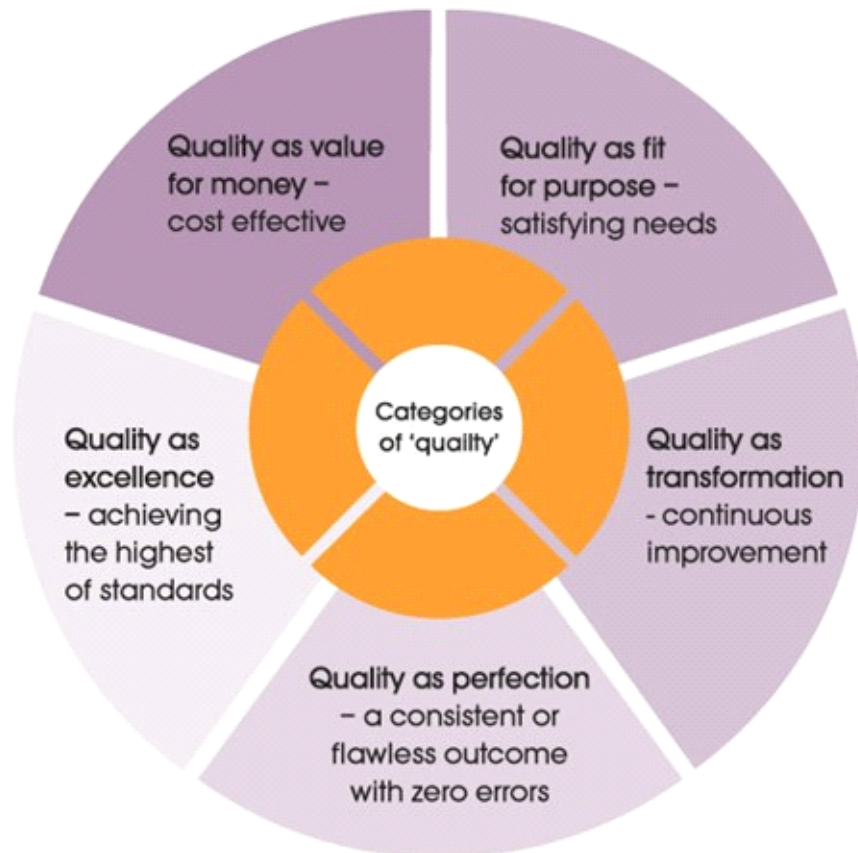 Quality as value
for money –
cost effective
Quality as fit
for purpose –
satisfying needs
Quality as
transformation
- continuous
improvement
Quality as perfection
– a consistent or
flawless outcome
with zero errors
Quality as
excellence
– achieving
the highest
of standards
Categories
of ‘quailty’